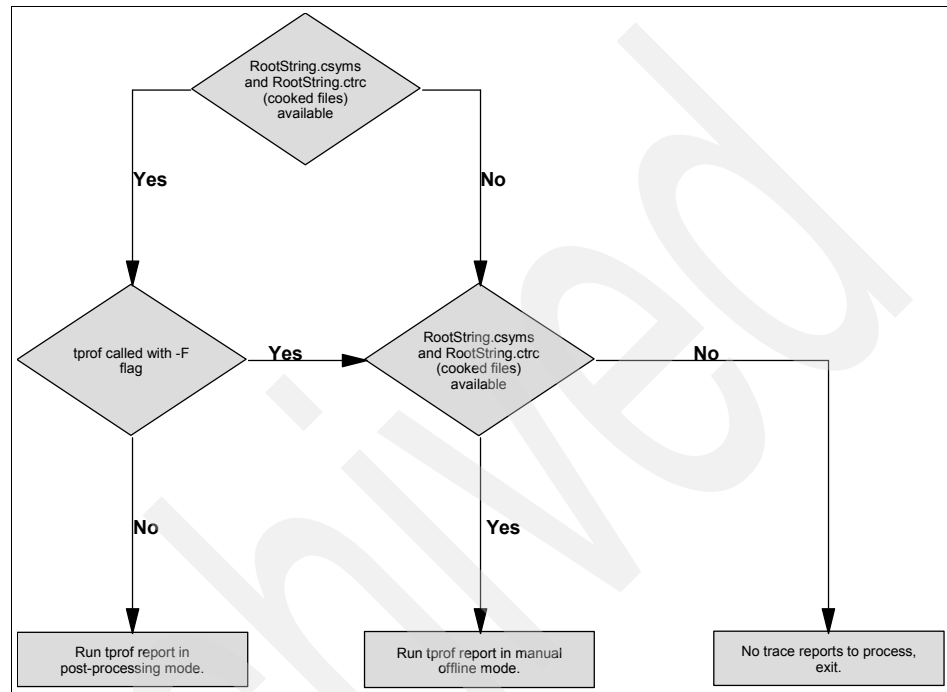 RootString.csyms
and RootString.ctrc
(cooked files)
available
Yes
No
tprof called with -F
flag
Yes
RootString.csyms
and RootString.ctrc
(cooked files)
available
No
No
Yes
Run tprof report in
post-processing mode.
Run tprof report in manual
offline mode.
No trace reports to process,
exit.